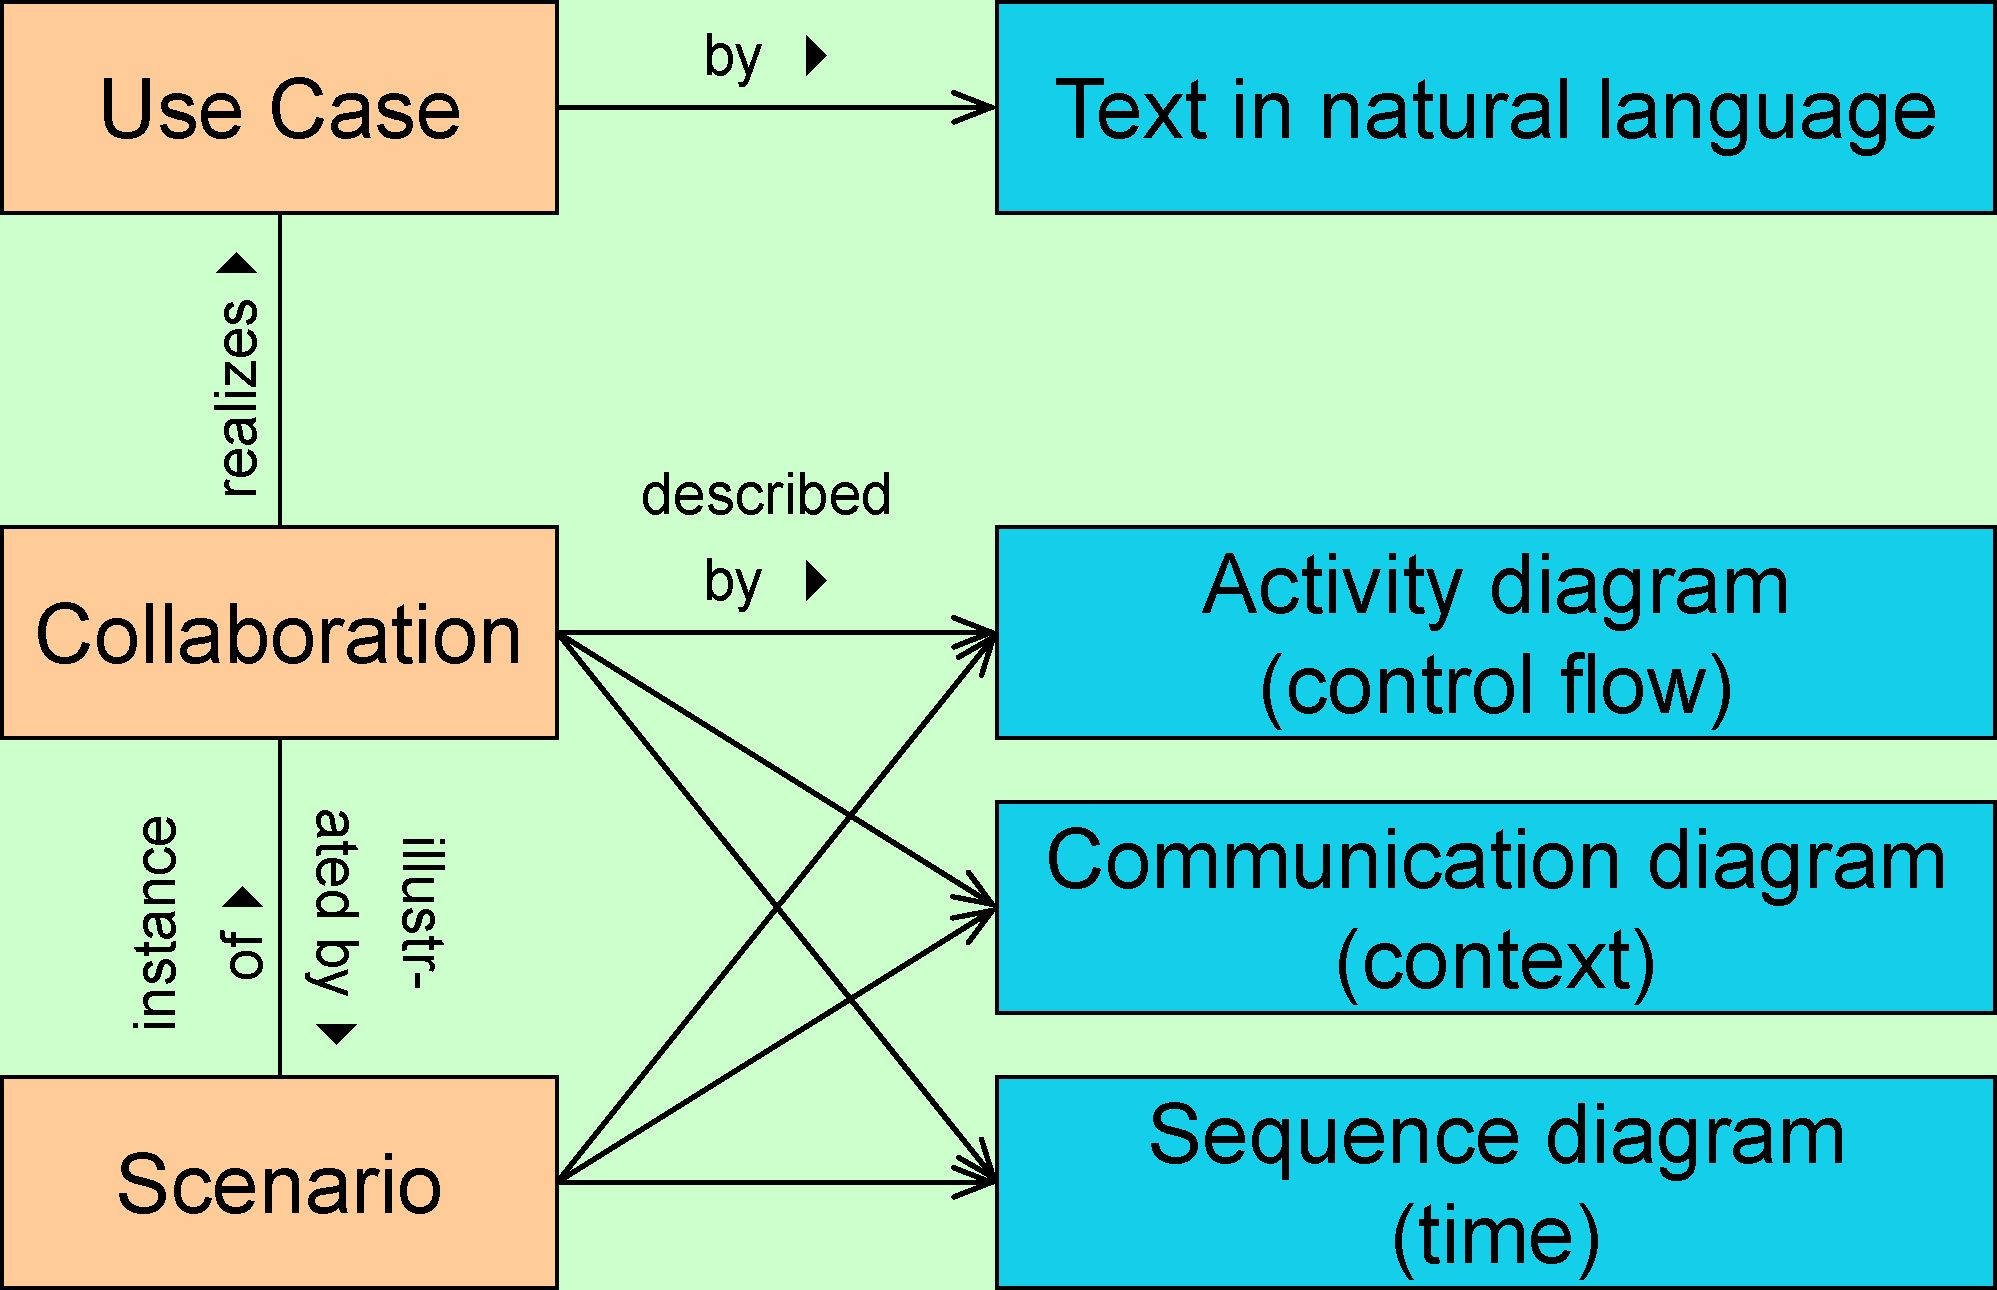 Use Case
by
Text in natural language
realizes
described
by
Collaboration
Activity diagram
(control flow)
instance
of
illustr-
ated by
Communication diagram
(context)
Scenario
Sequence diagram
(time)